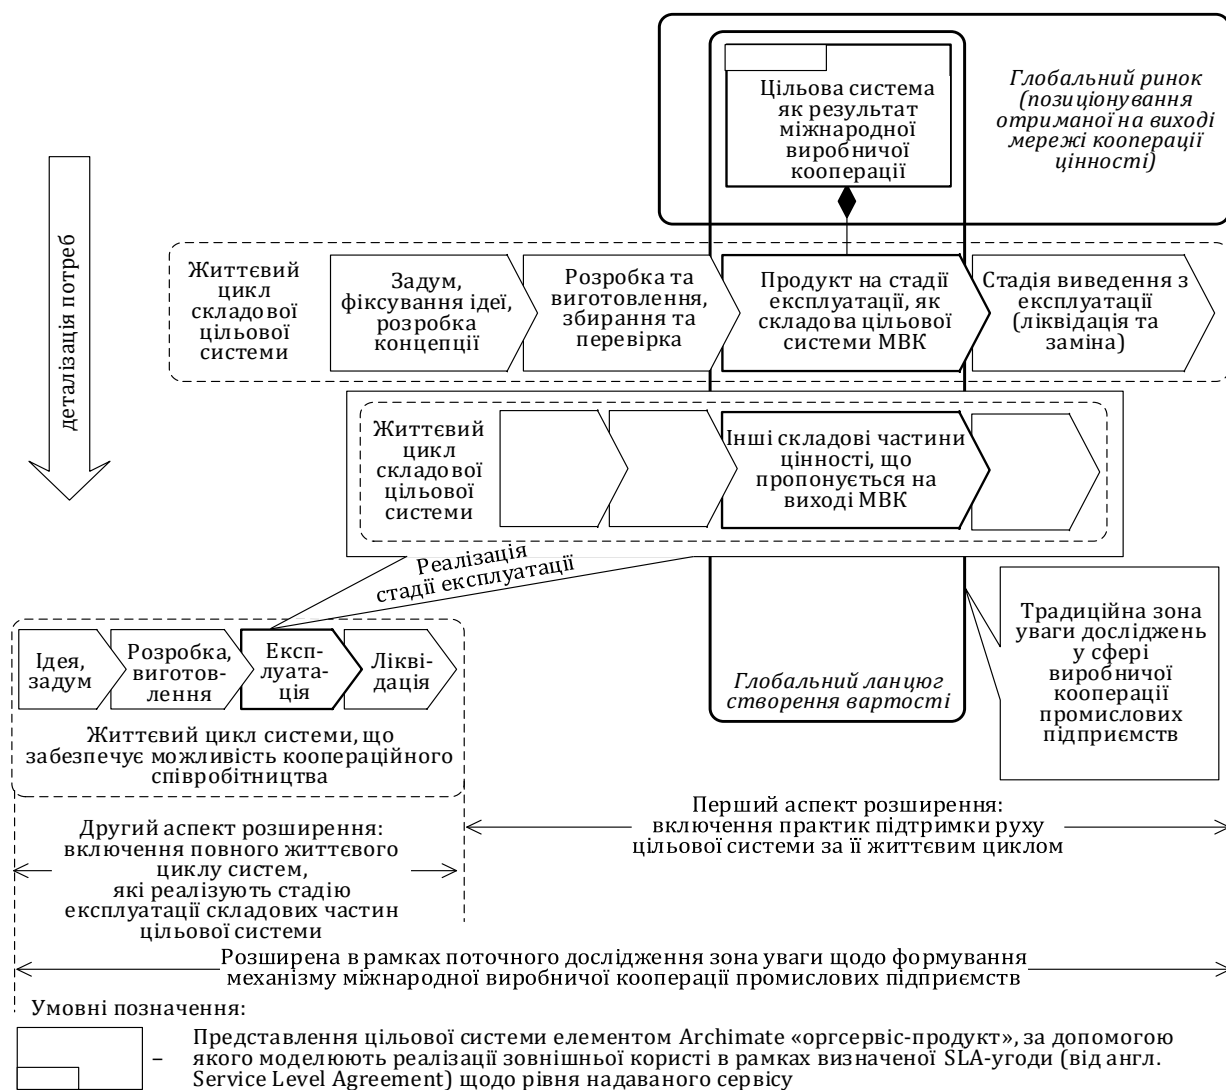 Цільова система
як результат
міжнародної
виробничої
кооперації
Глобальний ринок
(позиціонування
отриманої на виході
мережі кооперації
цінності)
деталізація потреб
Життєвий
цикл
складової
цільової
системи
Задум,
фіксування ідеї,
розробка
концепції
Розробка та
виготовлення,
збирання та
перевірка
Продукт на стадії
експлуатації, як
складова цільової
системи МВК
Стадія виведення з
експлуатації
(ліквідація та
заміна)
Життєвий
цикл
складової
цільової
системи
Інші складові частини
цінності, що
пропонується на
виході МВК
Реалізація
стадії експлуатації
Ідея,
задум
Розробка,
виготов-
лення
Експ-
луата-
ція
Лікві-
дація
Життєвий цикл системи, що
забезпечує можливість коопераційного
співробітництва
Глобальний ланцюг
створення вартості
Традиційна зона
уваги досліджень
у сфері
виробничої
кооперації
промислових
підприємств
Перший аспект розширення:
включення практик підтримки руху
цільової системи за її життєвим циклом
Другий аспект розширення:
включення повного життєвого
циклу систем,
які реалізують стадію
експлуатації складових частин
цільової системи
Розширена в рамках поточного дослідження зона уваги щодо формування
механізму міжнародної виробничої кооперації промислових підприємств
Умовні позначення:
– Представлення цільової системи елементом Archimate «оргсервіс-продукт», за допомогою
якого моделюють реалізації зовнішньої користі в рамках визначеної SLA-угоди (від англ.
Service Level Agreement) щодо рівня надаваного сервісу